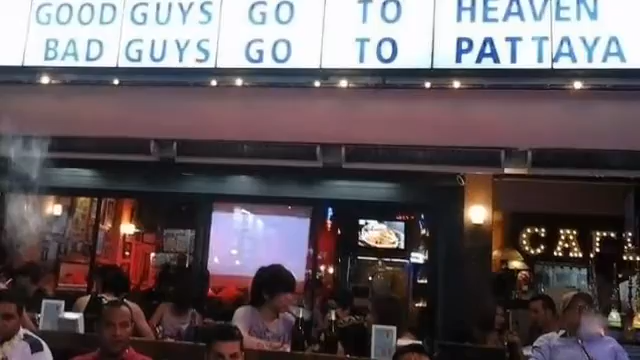 GOOD GUYS GO TO HEAVEN
BAD GUYS GO TO PATTAYA
CAFE